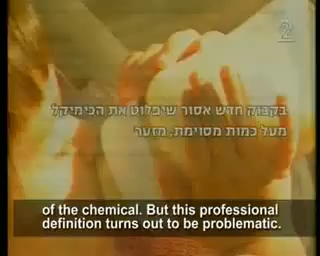 2
בקבוק חדש אסור שיפלוט את הכימיקל
מעל כמות מסוימת, מזער
of the chemical. But this professional
definition turns out to be problematic.